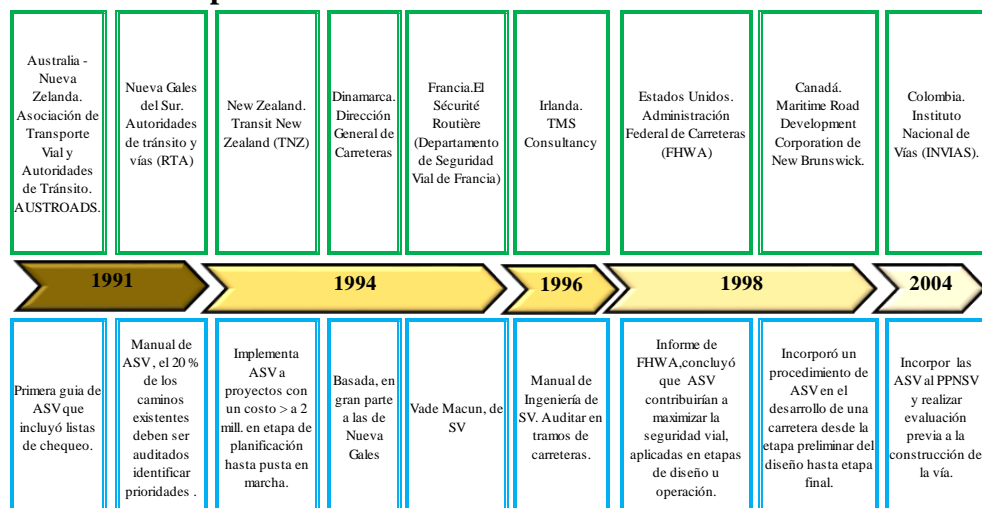 Australia -
Nueva
Zelanda.
Asociación de
Transporte
Vial y
Autoridades
de Tránsito.
AUSTROADS.
Nueva Gales
del Sur.
Autoridades
de tránsito y
vías (RTA)
New Zealand.
Transit New
Zealand (TNZ)
Dinamarca.
Dirección
General de
Carreteras
Francia.El
Sécurité
Routière
(Departamento
de Seguridad
Vial de Francia)
Irlanda.
TMS
Consultancy
Estados Unidos.
Administración
Federal de Carreteras
(FHWA)
Canadá.
Maritime Road
Development
Corporation de
New Brunswick.
Colombia.
Instituto
Nacional de
Vías (INVIAS).
1991
1994
1996
1998
2004
Primera guia de
ASV que
incluyó listas
de chequeo.
Manual de
ASV, el 20 %
de los
caminos
existentes
deben ser
auditados
identificar
prioridades .
Implementa
ASV a
proyectos con
un costo > a 2
mill. en etapa de
planificación
hasta pusta en
marcha.
Basada, en
gran parte
a las de
Nueva
Gales
Vade Macun, de
SV
Manual de
Ingeniería de
SV. Auditar en
tramos de
carreteras.
Informe de
FHWA,concluyó
que ASV
contribuirían a
maximizar la
seguridad vial,
aplicadas en etapas
de diseño u
operación.
Incorporó un
procedimiento de
ASV en el
desarrollo de una
carretera desde la
etapa preliminar del
diseño hasta etapa
final.
Incorpor las
ASV al PPNSV
y realizar
evaluación
previa a la
construcción de
la vía.